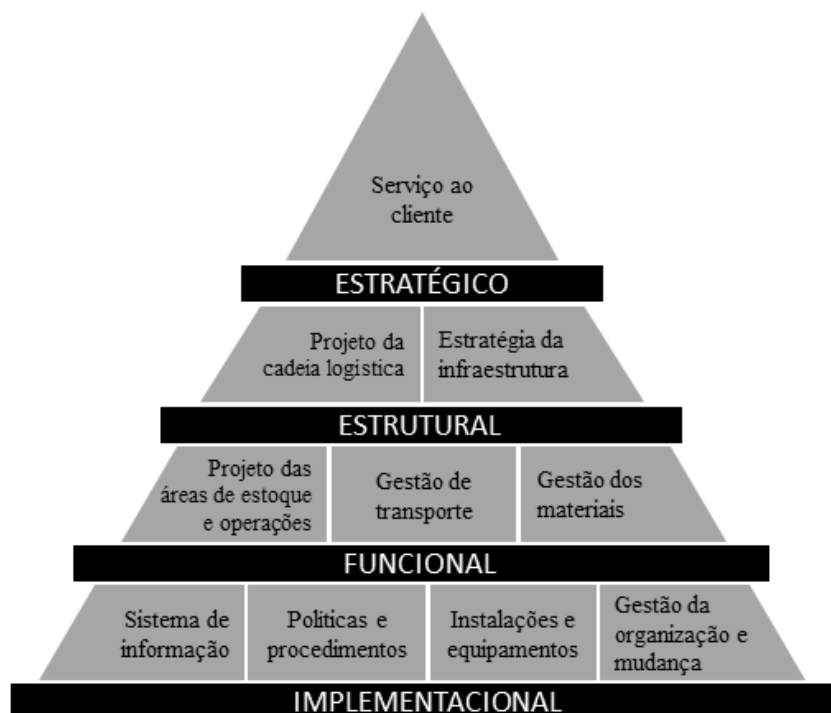 Serviço ao
cliente
ESTRATÉGICO
Projeto da
cadeia logística
Estratégia da
infraestrutura
ESTRUTURAL
Projeto das
áreas de estoque
e operações
Gestão de
transporte
Gestão dos
materiais
FUNCIONAL
Sistema de
informação
Políticas e
procedimentos
Instalações e
equipamentos
Gestão da
organização e
mudança
IMPLEMENTACIONAL